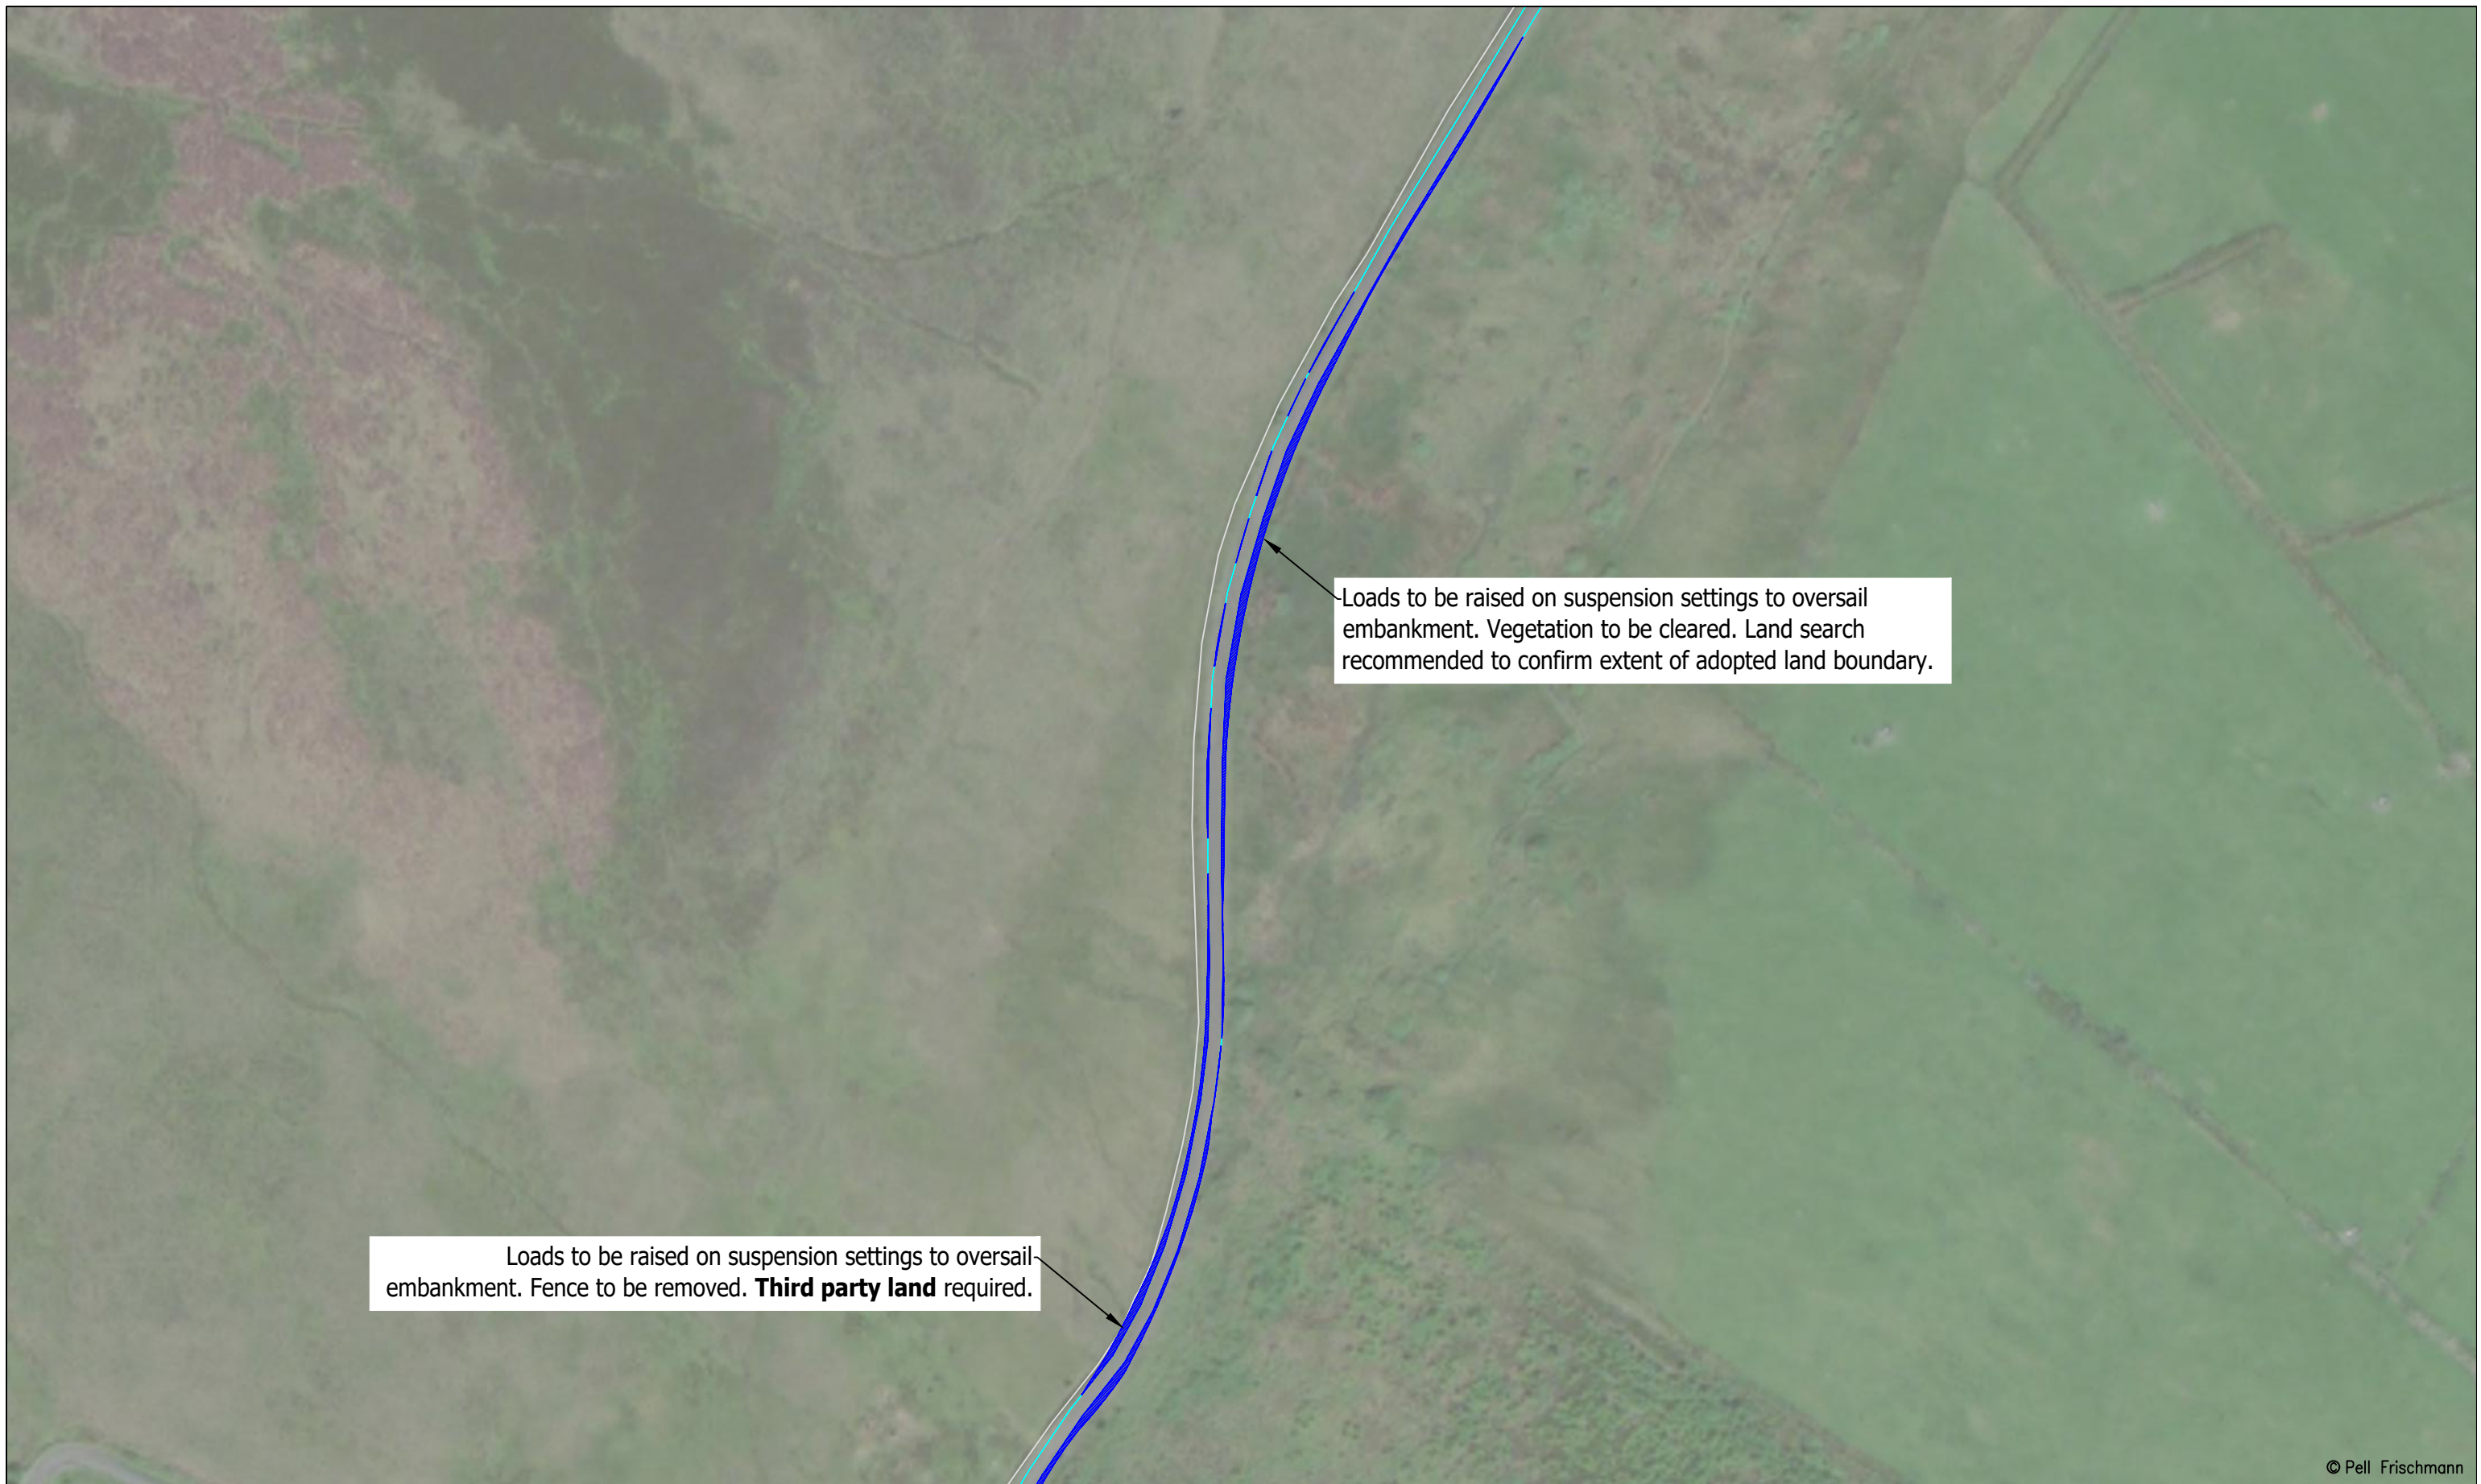 Loads to be raised on suspension settings to oversail
embankment. Vegetation to be cleared. Land search
recommended to confirm extent of adopted land boundary.
Loads to be raised on suspension settings to oversail
embankment. Fence to be removed. Third party land required.
© Pell Frischmann